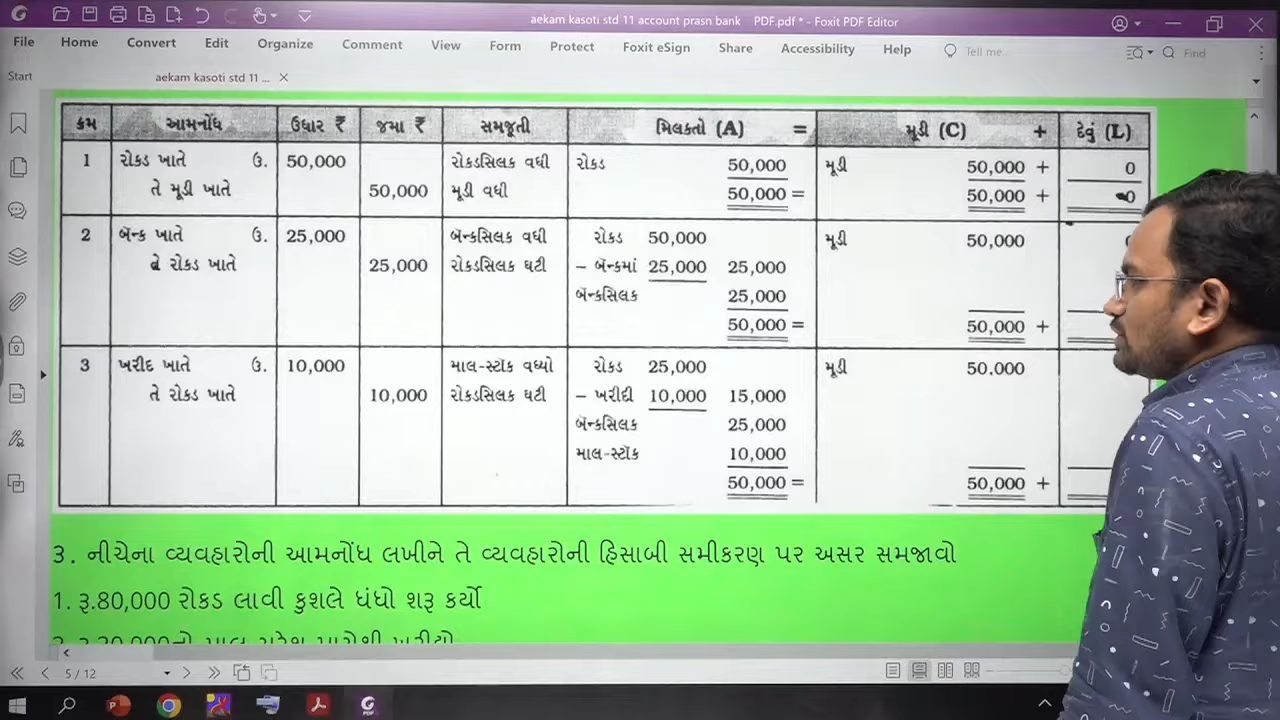 aekam kasoti std 11 account prasn bank PDF.pdf * - Foxit PDF Editor
File Home Convert Edit Organize Comment View Form Protect Foxit eSign Share Accessibility Help Tell me... Find
Start aekam kasoti std 11 ...
ક્રમ આમનોંધ ઉધાર ₹ જમા ₹ સમજૂતી મિલકતો (A) = મૂડી (C) + દેવું (L)
1 રોકડ ખાતે ઉ. 50,000 રોકડસિલક વધી રોકડ 50,000 મૂડી 50,000 + 0
તે મૂડી ખાતે 50,000 મૂડી વધી 50,000 = 50,000 + 0
2 બૅન્ક ખાતે ઉ. 25,000 બૅન્કસિલક વધી રોકડ 50,000 મૂડી 50,000
તે રોકડ ખાતે 25,000 રોકડસિલક ઘટી – બૅન્કમાં 25,000 25,000
બૅન્કસિલક 25,000
50,000 = 50,000 +
3 ખરીદ ખાતે ઉ. 10,000 માલ-સ્ટૉક વધ્યો રોકડ 25,000 મૂડી 50,000
તે રોકડ ખાતે 10,000 રોકડસિલક ઘટી – ખરીદી 10,000 15,000
બૅન્કસિલક 25,000
માલ-સ્ટૉક 10,000
50,000 = 50,000 +
3. નીચેના વ્યવહારોની આમનોંધ લખીને તે વ્યવહારોની હિસાબી સમીકરણ પર અસર સમજાવો
1. રૂ.80,000 રોકડ લાવી કુશલે ધંધો શરૂ કર્યો
5 / 12